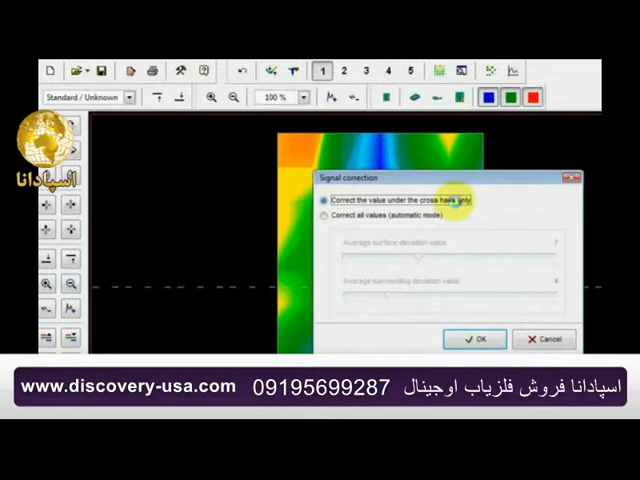 1 2 3 4 5
Standard / Unknown
100 %
اسپادانا
Signal correction
Correct the value under the cross hairs only
Correct all values (automatic mode)
Average surface deviation value 7
Average surrounding deviation value
OK Cancel
www.discovery-usa.com 09195699287 اسپادانا فروش فلزیاب اوجینال